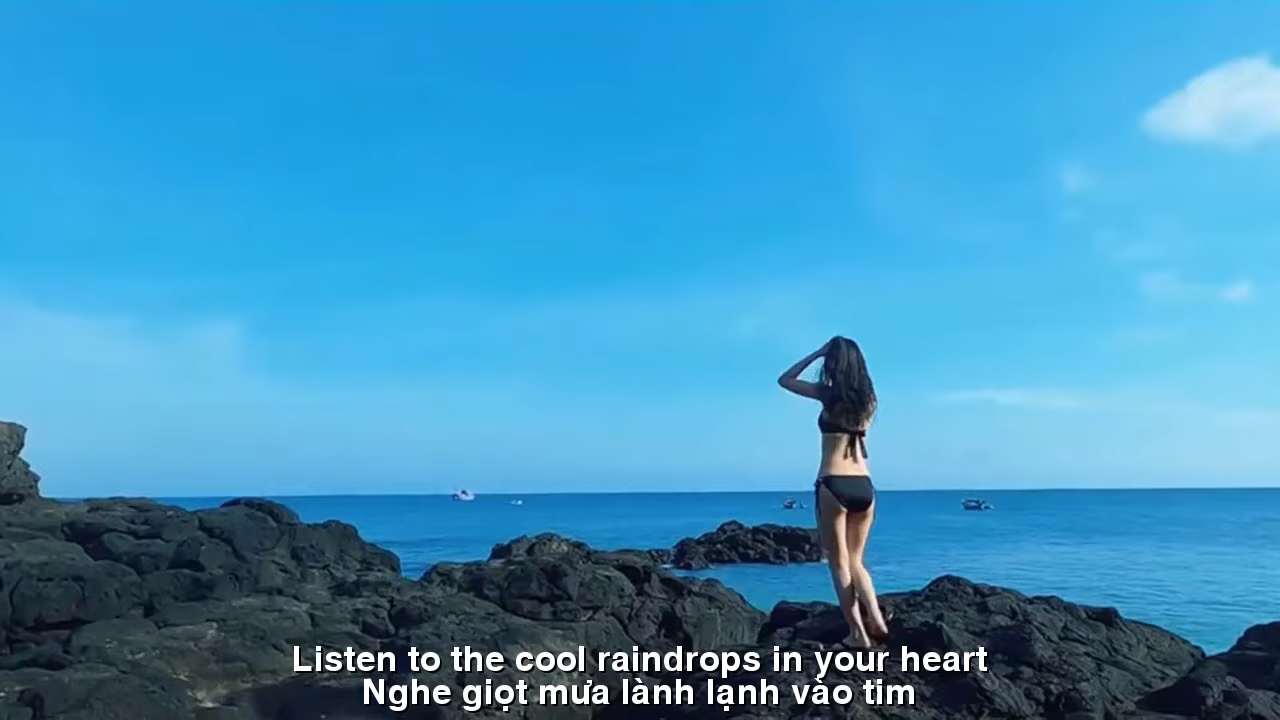 Listen to the cool raindrops in your heart
Nghe giọt mưa lành lạnh vào tim